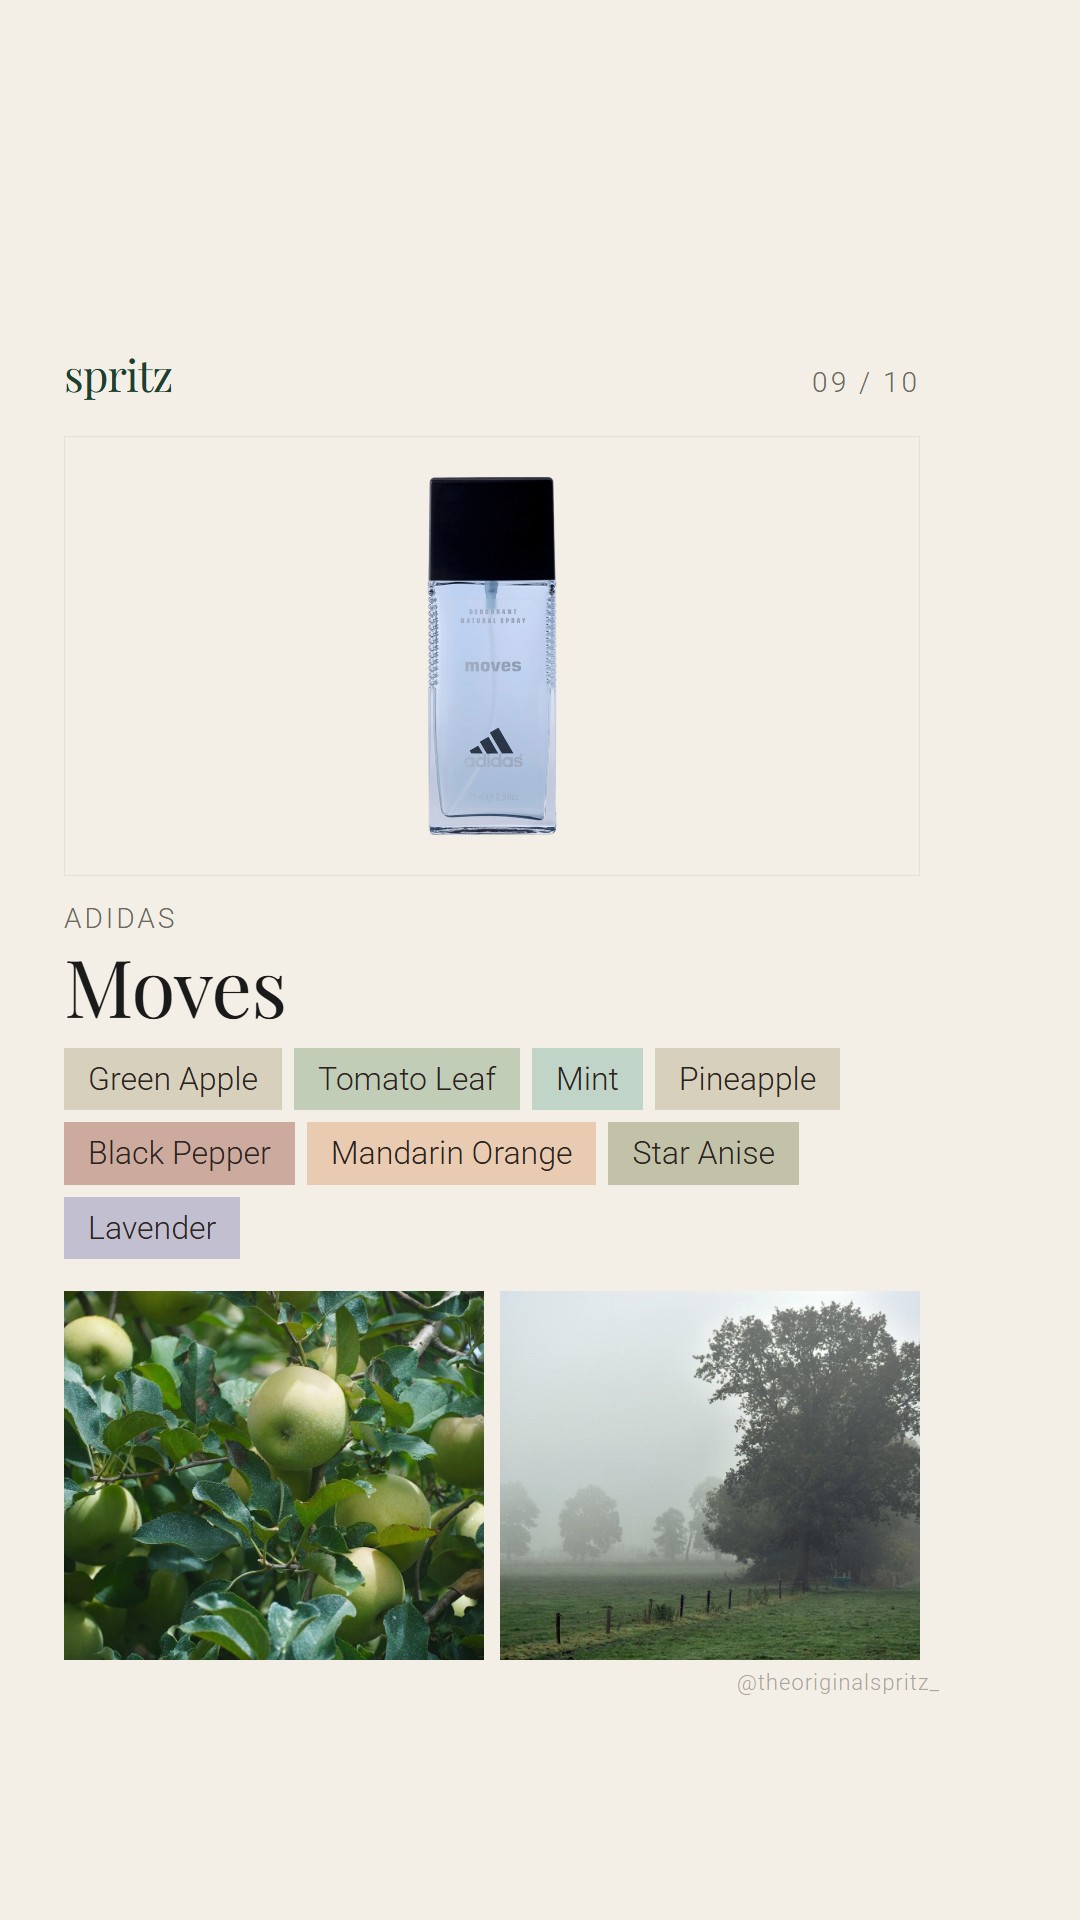 spritz
09 / 10
DEODORANT
NATURAL SPRAY
moves
adidas
ADIDAS
Moves
Green Apple
Tomato Leaf
Mint
Pineapple
Black Pepper
Mandarin Orange
Star Anise
Lavender
@theoriginalspritz_